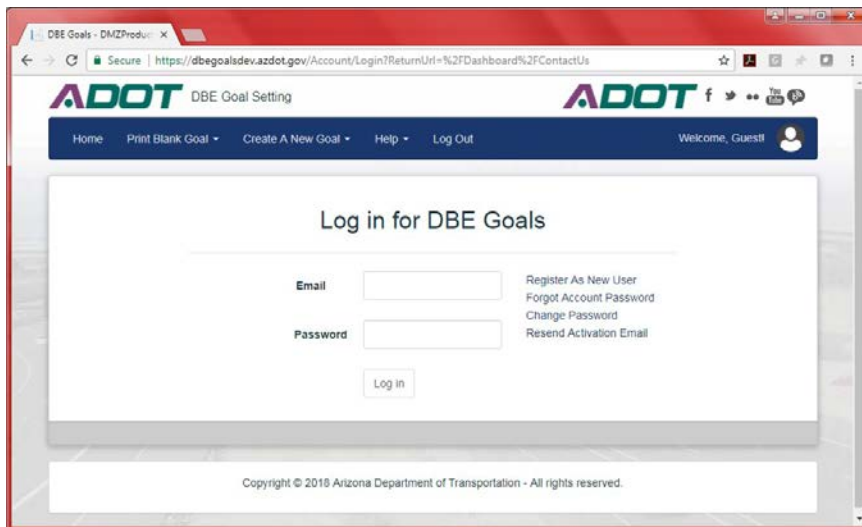 DBE Goals - DMZProduc
Secure | https://dbegoalsdev.azdot.gov/Account/Login?ReturnUrl=%2FDashboard%2FContactUs
ADOT DBE Goal Setting ADOT f You Tube
Home Print Blank Goal Create A New Goal Help Log Out Welcome, Guest!
Log in for DBE Goals
Email
Register As New User
Forgot Account Password
Change Password
Password
Resend Activation Email
Log in
Copyright © 2018 Arizona Department of Transportation - All rights reserved.